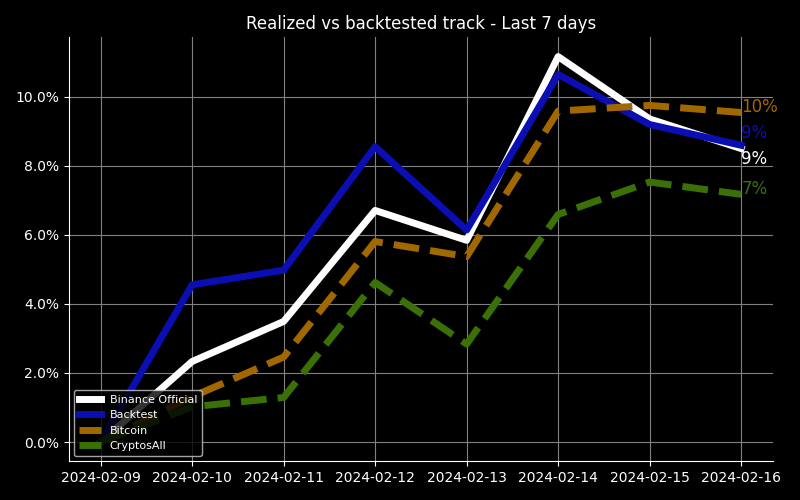 Realized vs backtested track - Last 7 days
10.0%
8.0%
6.0%
4.0%
2.0%
0.0%
10%
9%
9%
7%
Binance Official
Backtest
Bitcoin
CryptosAll
2024-02-09 2024-02-10 2024-02-11 2024-02-12 2024-02-13 2024-02-14 2024-02-15 2024-02-16